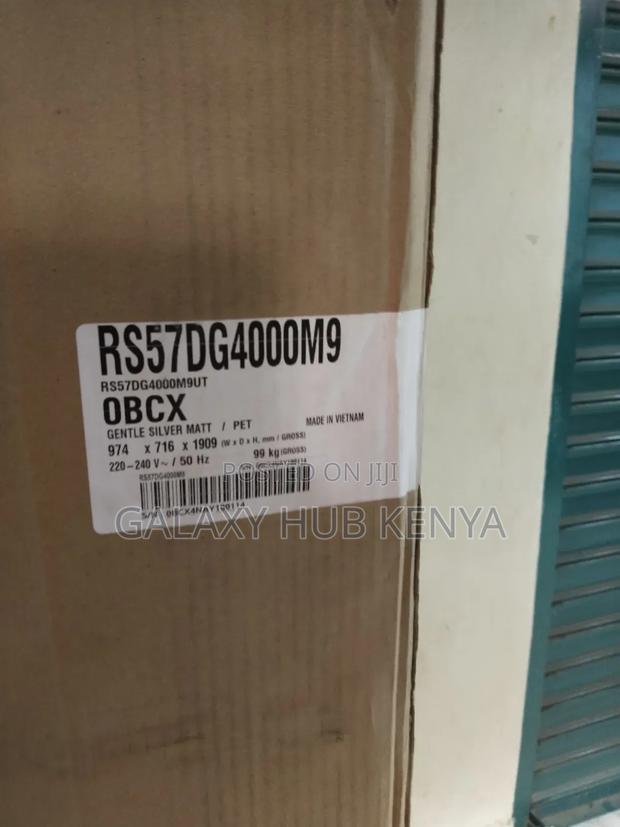 RS57DG4000M9
RS57DG4000M9UT
0BCX
GENTLE SILVER MATT / PET
MADE IN VIETNAM
974 x 716 x 1909 (W x D x H, mm / GROSS)
99 kg (GROSS)
220–240 V~ / 50 Hz
RS57DG4000M9
POSTED ON JIJI
GALAXY HUB KENYA